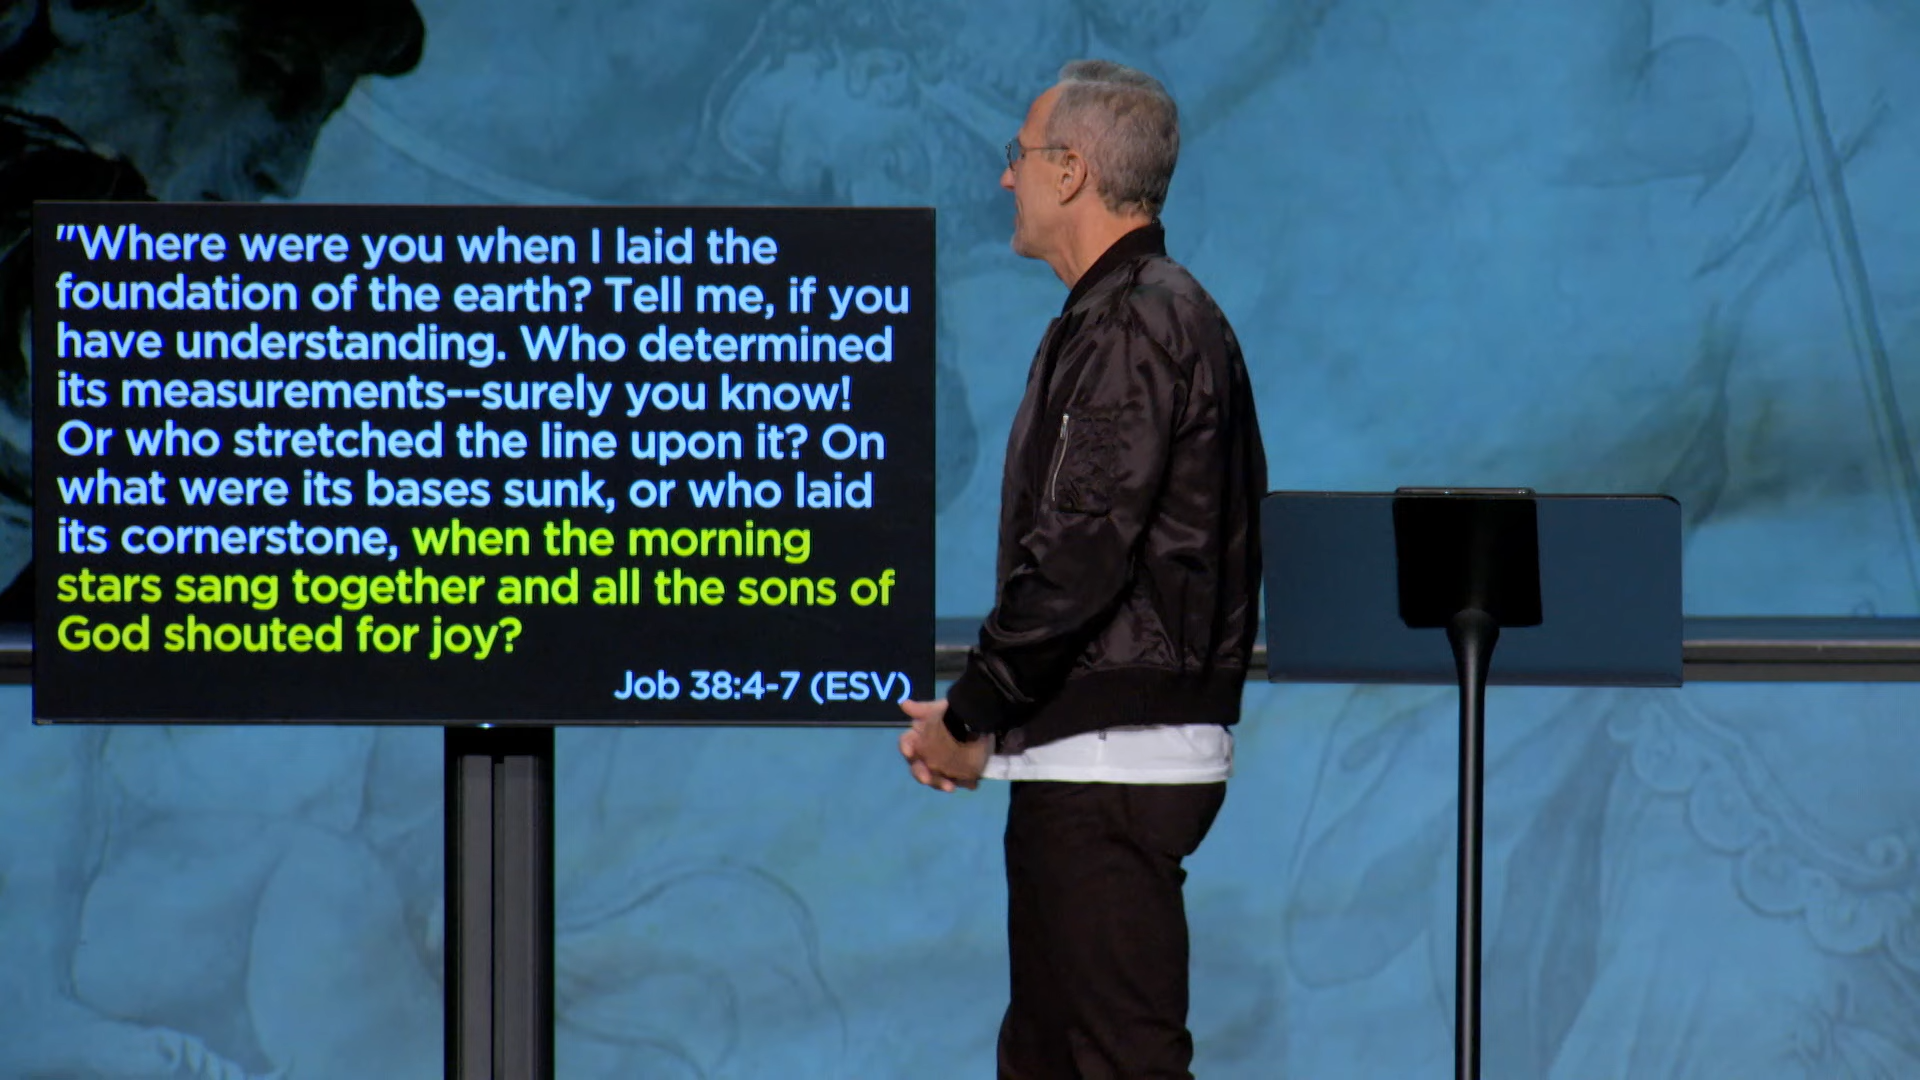 "Where were you when I laid the
foundation of the earth? Tell me, if you
have understanding. Who determined
its measurements--surely you know!
Or who stretched the line upon it? On
what were its bases sunk, or who laid
its cornerstone, when the morning
stars sang together and all the sons of
God shouted for joy?
Job 38:4-7 (ESV)